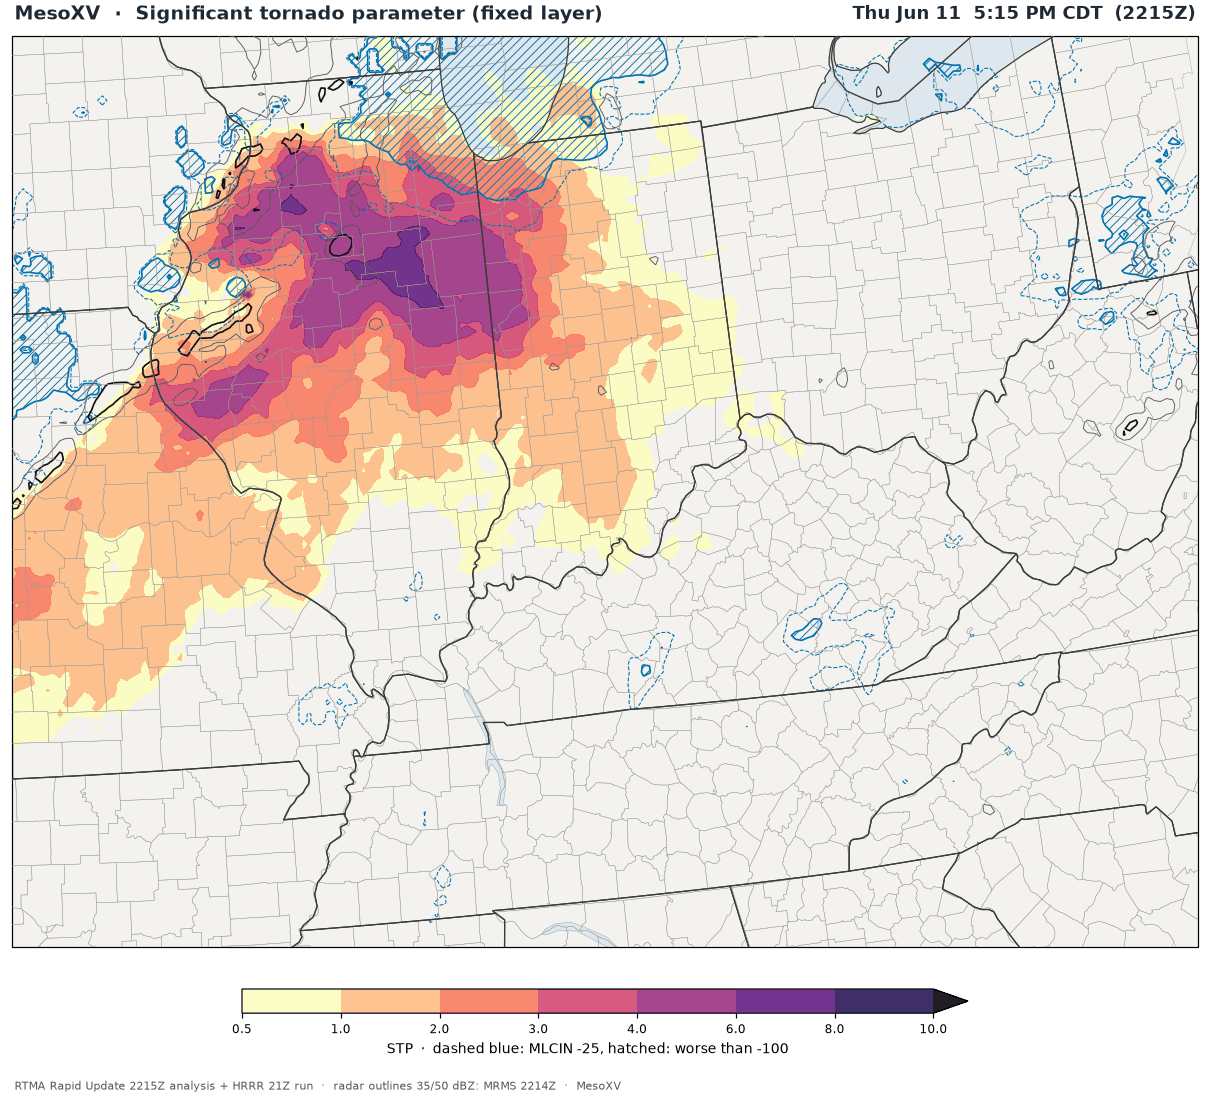 MesoXV · Significant tornado parameter (fixed layer)
Thu Jun 11 5:15 PM CDT (2215Z)
0.5 1.0 2.0 3.0 4.0 6.0 8.0 10.0
STP · dashed blue: MLCIN -25, hatched: worse than -100
RTMA Rapid Update 2215Z analysis + HRRR 21Z run · radar outlines 35/50 dBZ: MRMS 2214Z · MesoXV